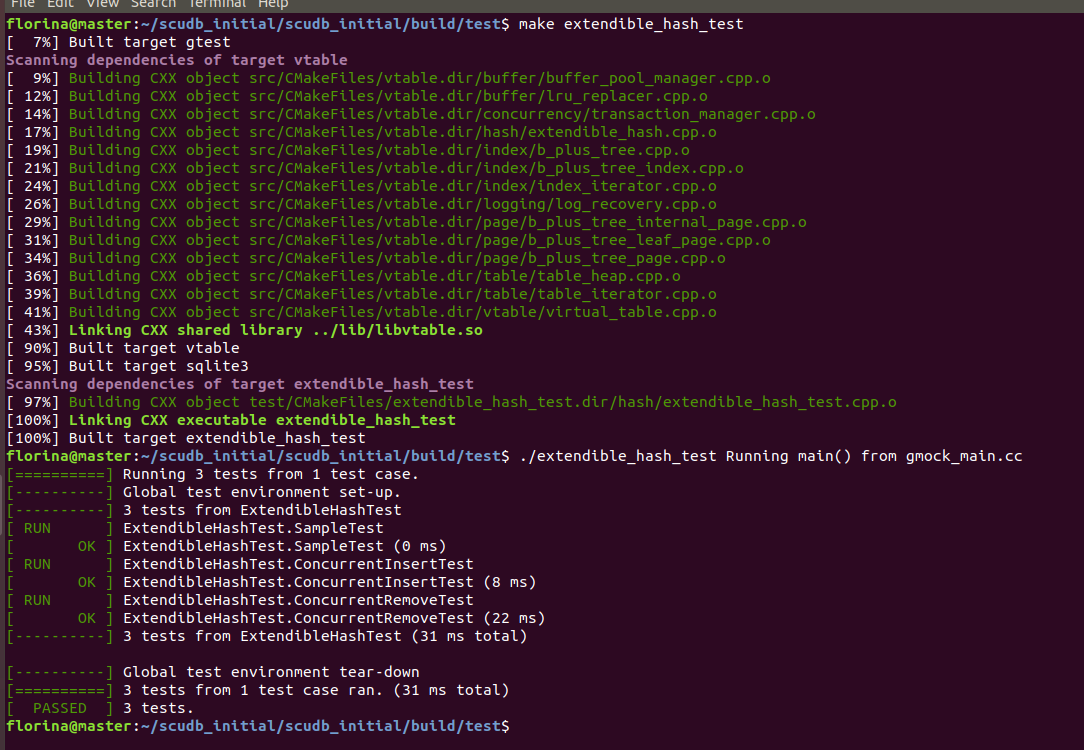 File Edit View Search Terminal Help
florina@master:~/scudb_initial/scudb_initial/build/test$ make extendible_hash_test
[  7%] Built target gtest
Scanning dependencies of target vtable
[  9%] Building CXX object src/CMakeFiles/vtable.dir/buffer/buffer_pool_manager.cpp.o
[ 12%] Building CXX object src/CMakeFiles/vtable.dir/buffer/lru_replacer.cpp.o
[ 14%] Building CXX object src/CMakeFiles/vtable.dir/concurrency/transaction_manager.cpp.o
[ 17%] Building CXX object src/CMakeFiles/vtable.dir/hash/extendible_hash.cpp.o
[ 19%] Building CXX object src/CMakeFiles/vtable.dir/index/b_plus_tree.cpp.o
[ 21%] Building CXX object src/CMakeFiles/vtable.dir/index/b_plus_tree_index.cpp.o
[ 24%] Building CXX object src/CMakeFiles/vtable.dir/index/index_iterator.cpp.o
[ 26%] Building CXX object src/CMakeFiles/vtable.dir/logging/log_recovery.cpp.o
[ 29%] Building CXX object src/CMakeFiles/vtable.dir/page/b_plus_tree_internal_page.cpp.o
[ 31%] Building CXX object src/CMakeFiles/vtable.dir/page/b_plus_tree_leaf_page.cpp.o
[ 34%] Building CXX object src/CMakeFiles/vtable.dir/page/b_plus_tree_page.cpp.o
[ 36%] Building CXX object src/CMakeFiles/vtable.dir/table/table_heap.cpp.o
[ 39%] Building CXX object src/CMakeFiles/vtable.dir/table/table_iterator.cpp.o
[ 41%] Building CXX object src/CMakeFiles/vtable.dir/vtable/virtual_table.cpp.o
[ 43%] Linking CXX shared library ../lib/libvtable.so
[ 90%] Built target vtable
[ 95%] Built target sqlite3
Scanning dependencies of target extendible_hash_test
[ 97%] Building CXX object test/CMakeFiles/extendible_hash_test.dir/hash/extendible_hash_test.cpp.o
[100%] Linking CXX executable extendible_hash_test
[100%] Built target extendible_hash_test
florina@master:~/scudb_initial/scudb_initial/build/test$ ./extendible_hash_test Running main() from gmock_main.cc
[==========] Running 3 tests from 1 test case.
[----------] Global test environment set-up.
[----------] 3 tests from ExtendibleHashTest
[ RUN      ] ExtendibleHashTest.SampleTest
[       OK ] ExtendibleHashTest.SampleTest (0 ms)
[ RUN      ] ExtendibleHashTest.ConcurrentInsertTest
[       OK ] ExtendibleHashTest.ConcurrentInsertTest (8 ms)
[ RUN      ] ExtendibleHashTest.ConcurrentRemoveTest
[       OK ] ExtendibleHashTest.ConcurrentRemoveTest (22 ms)
[----------] 3 tests from ExtendibleHashTest (31 ms total)
[----------] Global test environment tear-down
[==========] 3 tests from 1 test case ran. (31 ms total)
[  PASSED  ] 3 tests.
florina@master:~/scudb_initial/scudb_initial/build/test$